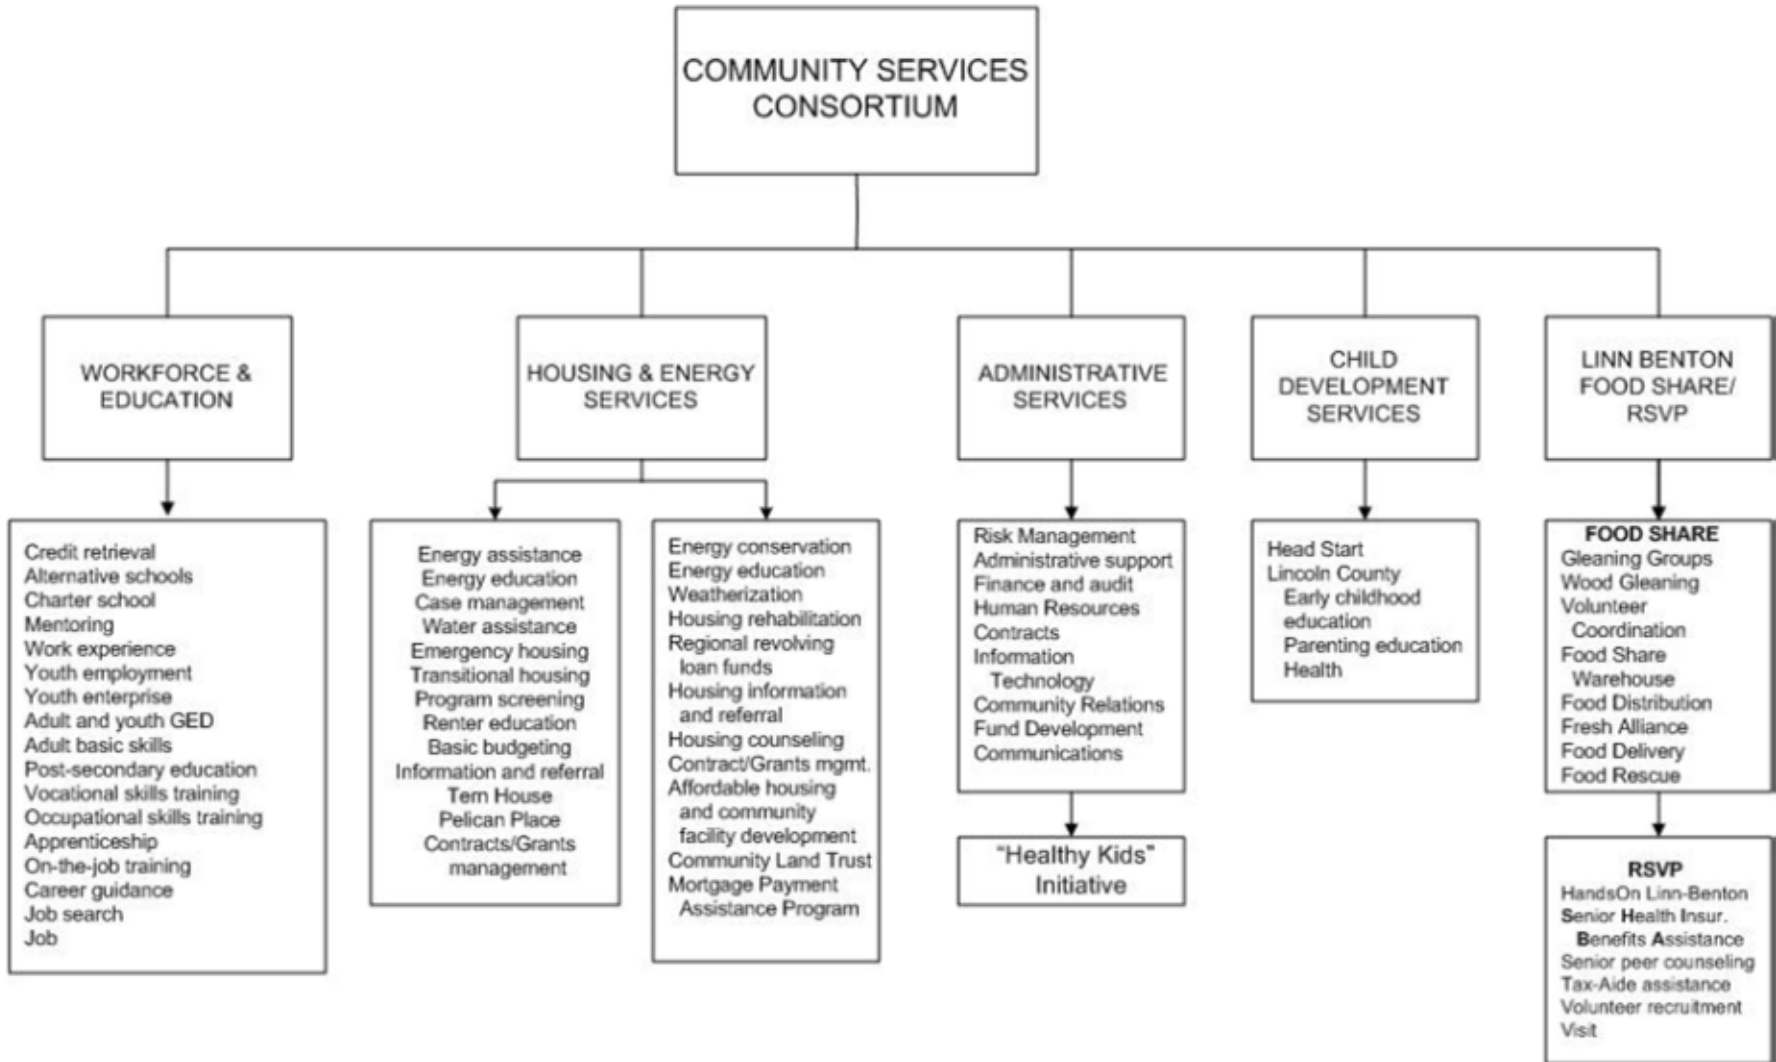 COMMUNITY SERVICES
CONSORTIUM
WORKFORCE &
EDUCATION
HOUSING & ENERGY
SERVICES
ADMINISTRATIVE
SERVICES
CHILD
DEVELOPMENT
SERVICES
LINN BENTON
FOOD SHARE/
RSVP
Credit retrieval
Alternative schools
Charter school
Mentoring
Work experience
Youth employment
Youth enterprise
Adult and youth GED
Adult basic skills
Post-secondary education
Vocational skills training
Occupational skills training
Apprenticeship
On-the-job training
Career guidance
Job search
Job
Energy assistance
Energy education
Case management
Water assistance
Emergency housing
Transitional housing
Program screening
Renter education
Basic budgeting
Information and referral
Tern House
Pelican Place
Contracts/Grants
management
Energy conservation
Energy education
Weatherization
Housing rehabilitation
Regional revolving
loan funds
Housing information
and referral
Housing counseling
Contract/Grants mgmt.
Affordable housing
and community
facility development
Community Land Trust
Mortgage Payment
Assistance Program
Risk Management
Administrative support
Finance and audit
Human Resources
Contracts
Information
Technology
Community Relations
Fund Development
Communications
"Healthy Kids"
Initiative
Head Start
Lincoln County
Early childhood
education
Parenting education
Health
FOOD SHARE
Gleaning Groups
Wood Gleaning
Volunteer
Coordination
Food Share
Warehouse
Food Distribution
Fresh Alliance
Food Delivery
Food Rescue
RSVP
HandsOn Linn-Benton
Senior Health Insur.
Benefits Assistance
Senior peer counseling
Tax-Aide assistance
Volunteer recruitment
Visit